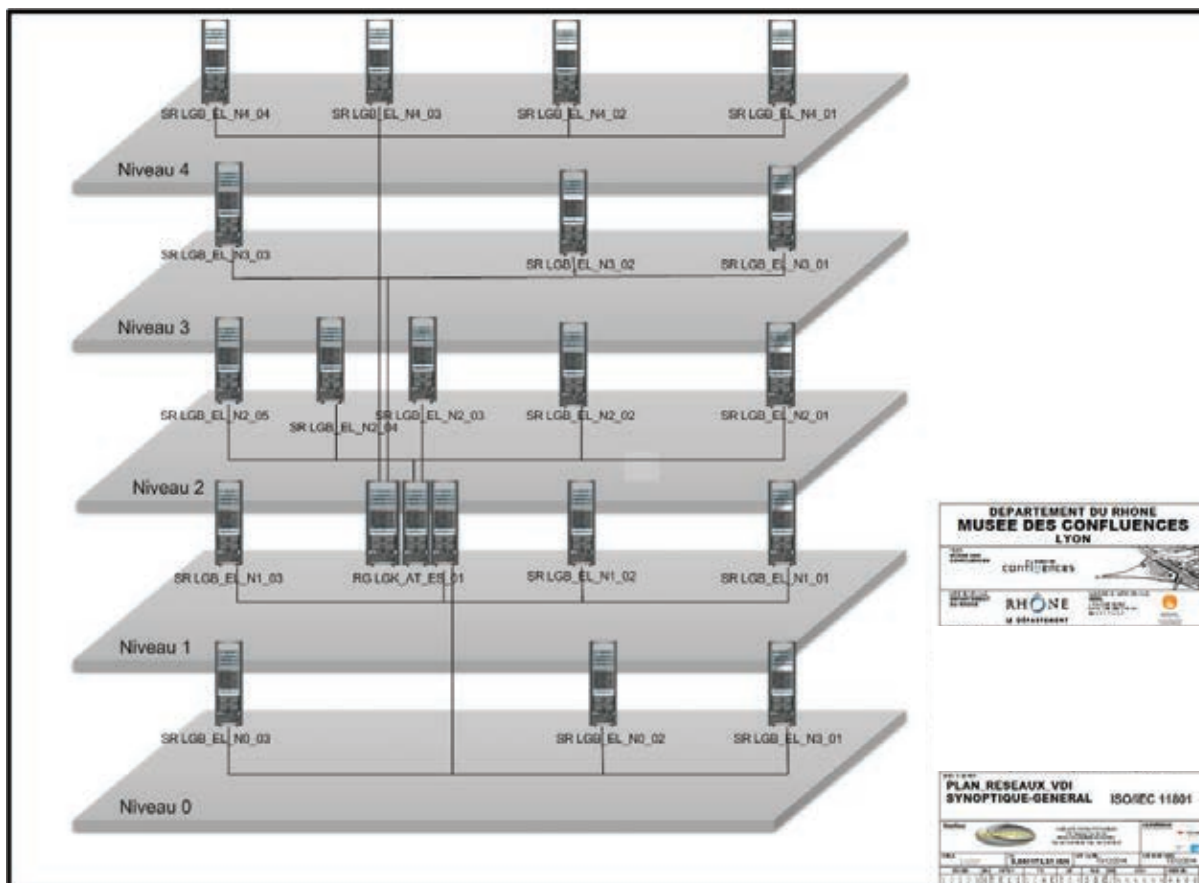 SR LGB_EL_N4_04
SR LGB_EL_N4_03
SR LGB_EL_N4_02
SR LGB_EL_N4_01
Niveau 4
SR LGB_EL_N3_03
SR LGB_EL_N3_02
SR LGB_EL_N3_01
Niveau 3
SR LGB_EL_N2_05
SR LGB_EL_N2_04
SR LGB_EL_N2_03
SR LGB_EL_N2_02
SR LGB_EL_N2_01
Niveau 2
SR LGB_EL_N1_03
RG LGK_AT_ES_01
SR LGB_EL_N1_02
SR LGB_EL_N1_01
Niveau 1
SR LGB_EL_N0_03
SR LGB_EL_N0_02
SR LGB_EL_N3_01
Niveau 0
DEPARTEMENT DU RHONE
MUSEE DES CONFLUENCES
LYON
confluences
RHÔNE
LE DÉPARTEMENT
PLAN_RESEAUX_VDI
SYNOPTIQUE-GENERAL ISO/IEC 11801